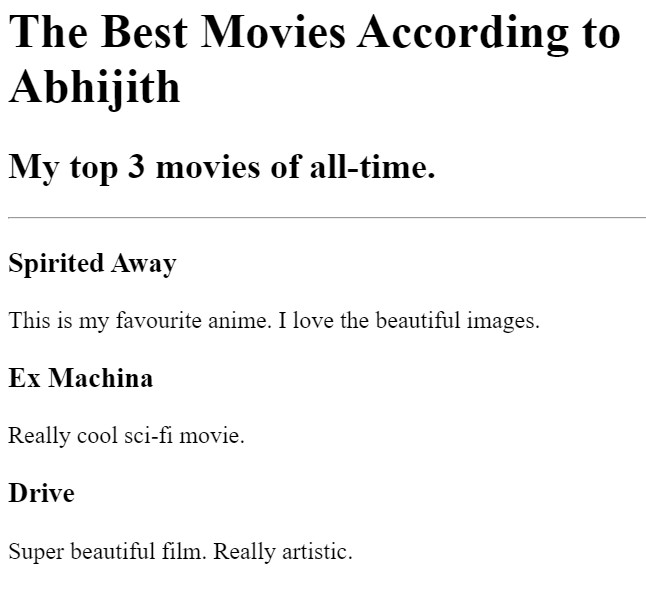 The Best Movies According to
Abhijith
My top 3 movies of all-time.
Spirited Away
This is my favourite anime. I love the beautiful images.
Ex Machina
Really cool sci-fi movie.
Drive
Super beautiful film. Really artistic.